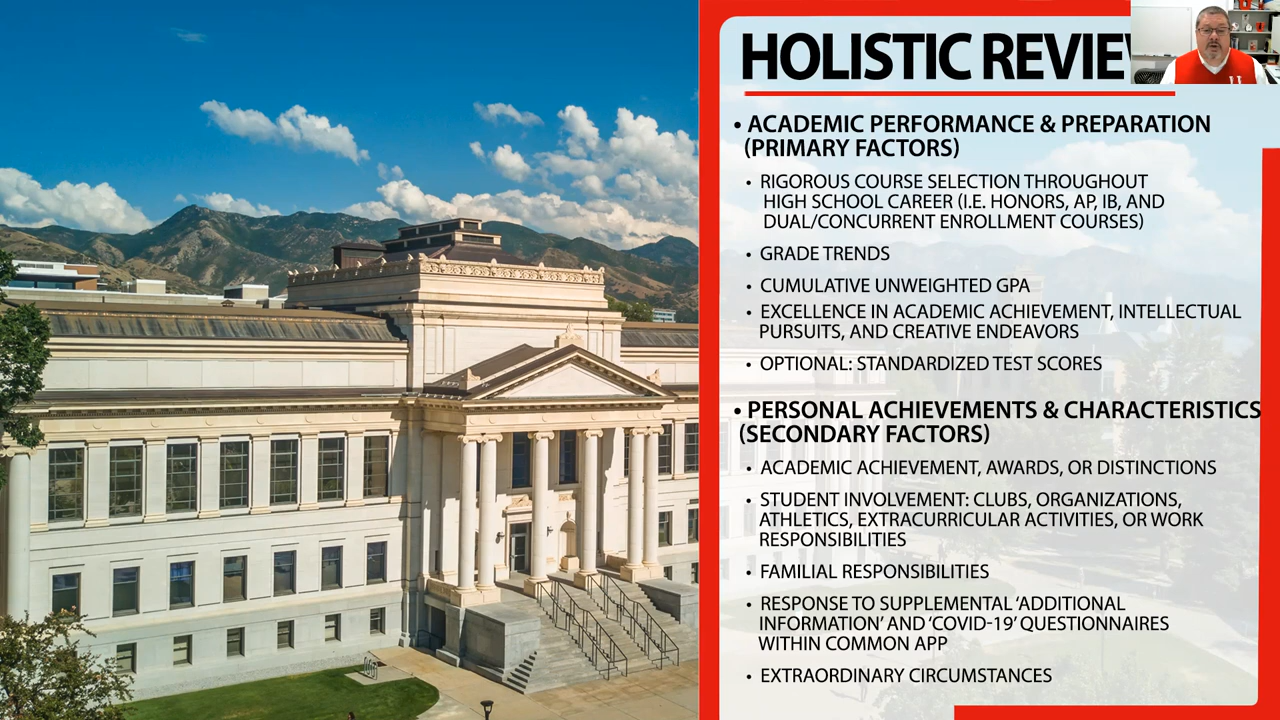 HOLISTIC REVIEW
• ACADEMIC PERFORMANCE & PREPARATION
(PRIMARY FACTORS)
• RIGOROUS COURSE SELECTION THROUGHOUT
HIGH SCHOOL CAREER (I.E. HONORS, AP, IB, AND
DUAL/CONCURRENT ENROLLMENT COURSES)
• GRADE TRENDS
• CUMULATIVE UNWEIGHTED GPA
• EXCELLENCE IN ACADEMIC ACHIEVEMENT, INTELLECTUAL
PURSUITS, AND CREATIVE ENDEAVORS
• OPTIONAL: STANDARDIZED TEST SCORES
• PERSONAL ACHIEVEMENTS & CHARACTERISTICS
(SECONDARY FACTORS)
• ACADEMIC ACHIEVEMENT, AWARDS, OR DISTINCTIONS
• STUDENT INVOLVEMENT: CLUBS, ORGANIZATIONS,
ATHLETICS, EXTRACURRICULAR ACTIVITIES, OR WORK
RESPONSIBILITIES
• FAMILIAL RESPONSIBILITIES
• RESPONSE TO SUPPLEMENTAL ‘ADDITIONAL
INFORMATION’ AND ‘COVID-19’ QUESTIONNAIRES
WITHIN COMMON APP
• EXTRAORDINARY CIRCUMSTANCES